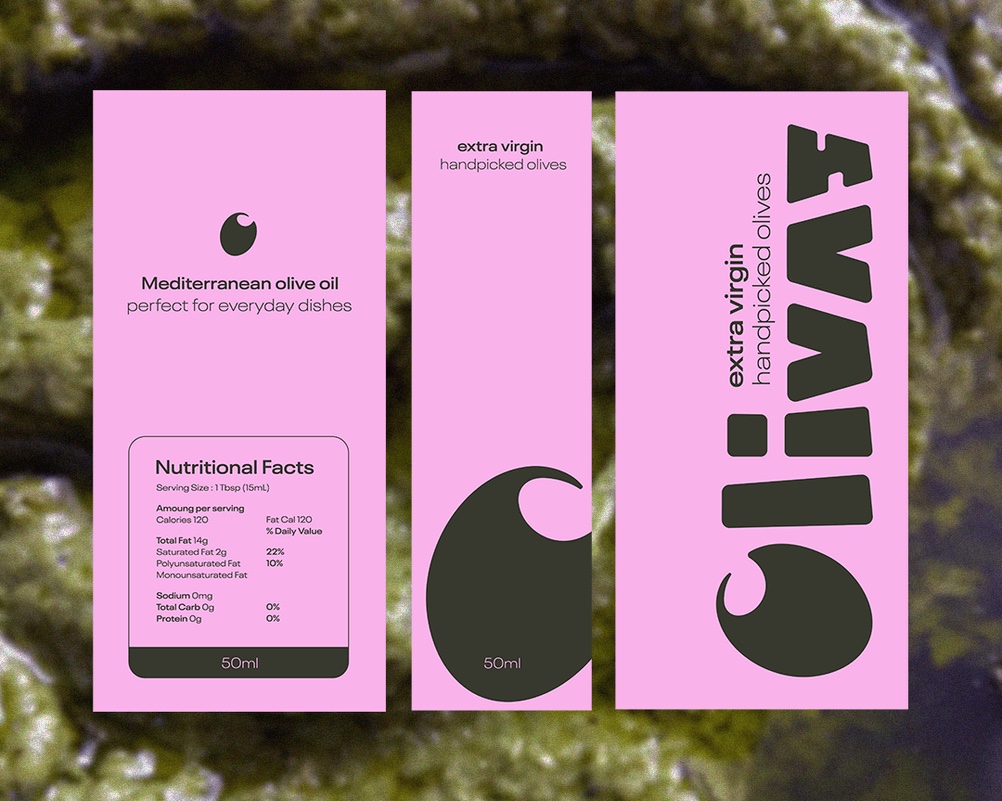 Mediterranean olive oil
perfect for everyday dishes
Nutritional Facts
Serving Size : 1 Tbsp (15mL)
Amoung per serving
Calories 120 Fat Cal 120
% Daily Value
Total Fat 14g
Saturated Fat 2g 22%
Polyunsaturated Fat 10%
Monounsaturated Fat
Sodium 0mg
Total Carb 0g 0%
Protein 0g 0%
50ml
extra virgin
handpicked olives
50ml
extra virgin
handpicked olives